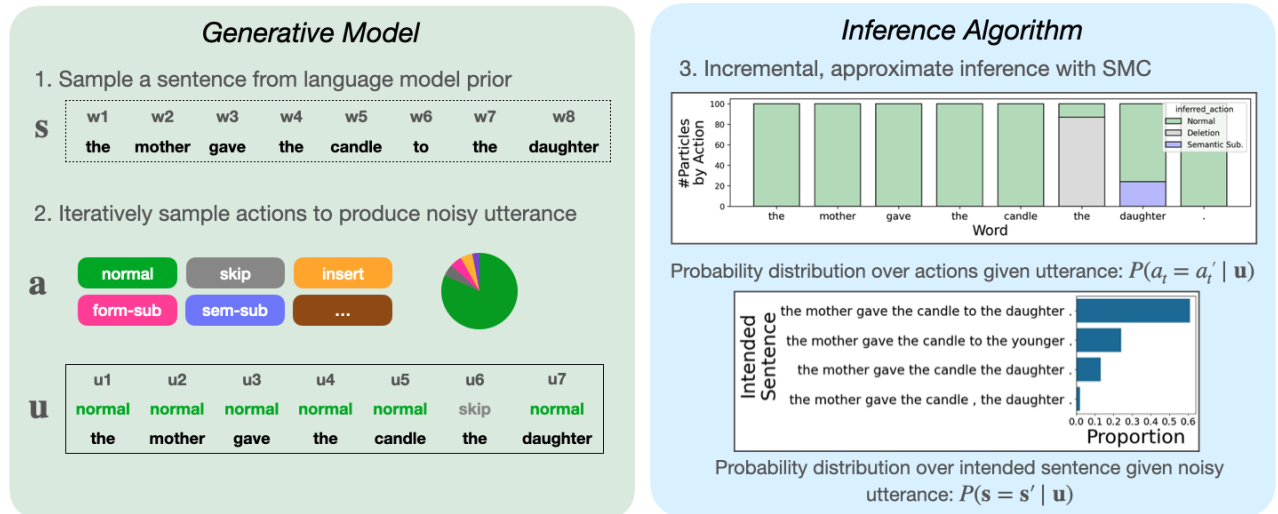 Generative Model
1. Sample a sentence from language model prior
s
w1 w2 w3 w4 w5 w6 w7 w8
the mother gave the candle to the daughter
2. Iteratively sample actions to produce noisy utterance
a
normal skip insert
form-sub sem-sub ...
u
u1 u2 u3 u4 u5 u6 u7
normal normal normal normal normal skip normal
the mother gave the candle the daughter
Inference Algorithm
3. Incremental, approximate inference with SMC
#Particles
by Action
100
80
60
40
20
0
inferred_action
Normal
Deletion
Semantic Sub.
the mother gave the candle the daughter .
Word
Probability distribution over actions given utterance: P(aₜ = aₜ′ | u)
Intended
Sentence
the mother gave the candle to the daughter .
the mother gave the candle to the younger .
the mother gave the candle the daughter .
the mother gave the candle , the daughter .
0.0 0.1 0.2 0.3 0.4 0.5 0.6
Proportion
Probability distribution over intended sentence given noisy
utterance: P(s = s′ | u)